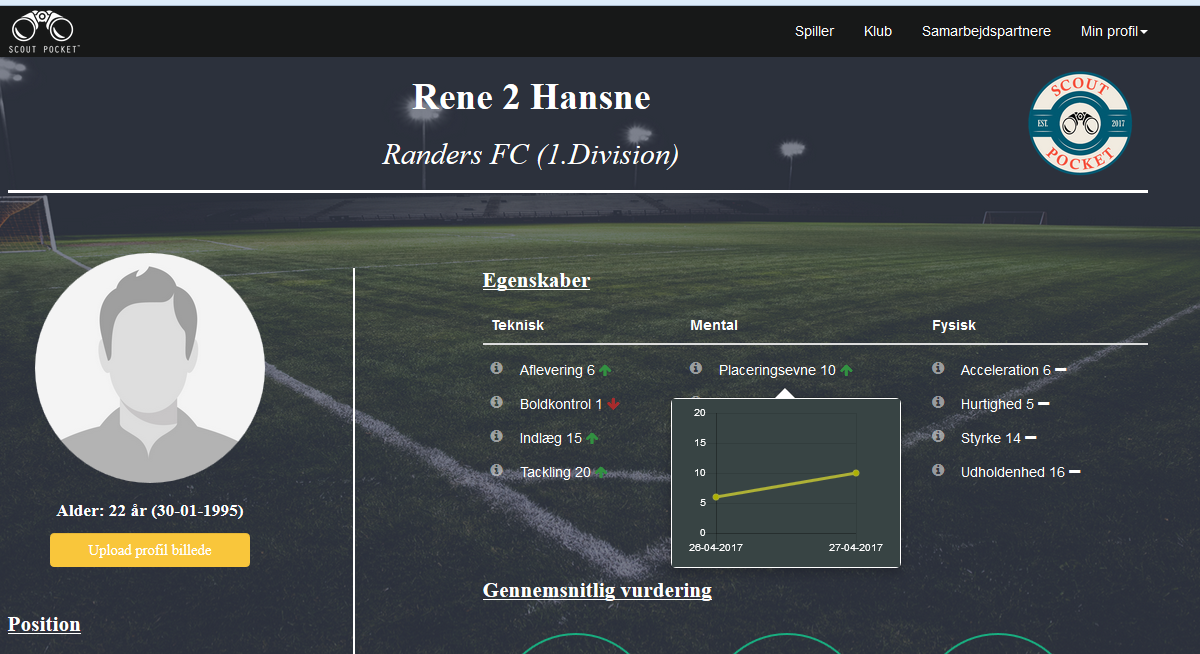 SCOUT POCKET
Spiller
Klub
Samarbejdspartnere
Min profil
Rene 2 Hansne
Randers FC (1.Division)
SCOUT
EST.
2017
POCKET
Alder: 22 år (30-01-1995)
Upload profil billede
Position
Egenskaber
Teknisk
Mental
Fysisk
Aflevering 6
Placeringsevne 10
Acceleration 6
Boldkontrol 1
Hurtighed 5
Indlæg 15
Styrke 14
Tackling 20
Udholdenhed 16
20
15
10
5
0
26-04-2017
27-04-2017
Gennemsnitlig vurdering